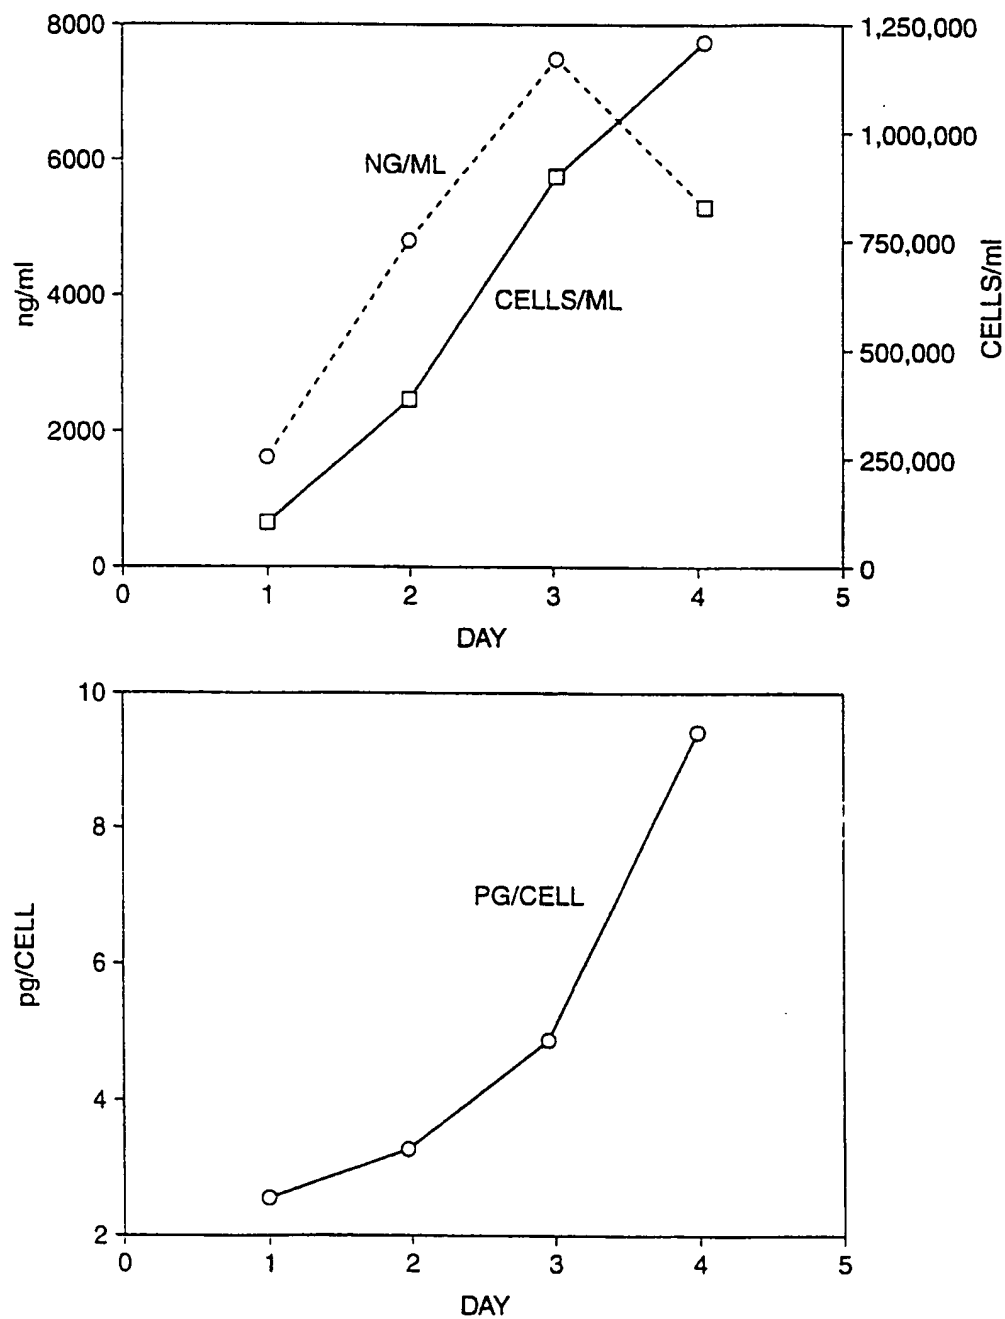 8000
6000
4000
2000
0
ng/ml
1,250,000
1,000,000
750,000
500,000
250,000
0
CELLS/ml
NG/ML
CELLS/ML
0 1 2 3 4 5
DAY
10
8
6
4
2
pg/CELL
PG/CELL
0 1 2 3 4 5
DAY